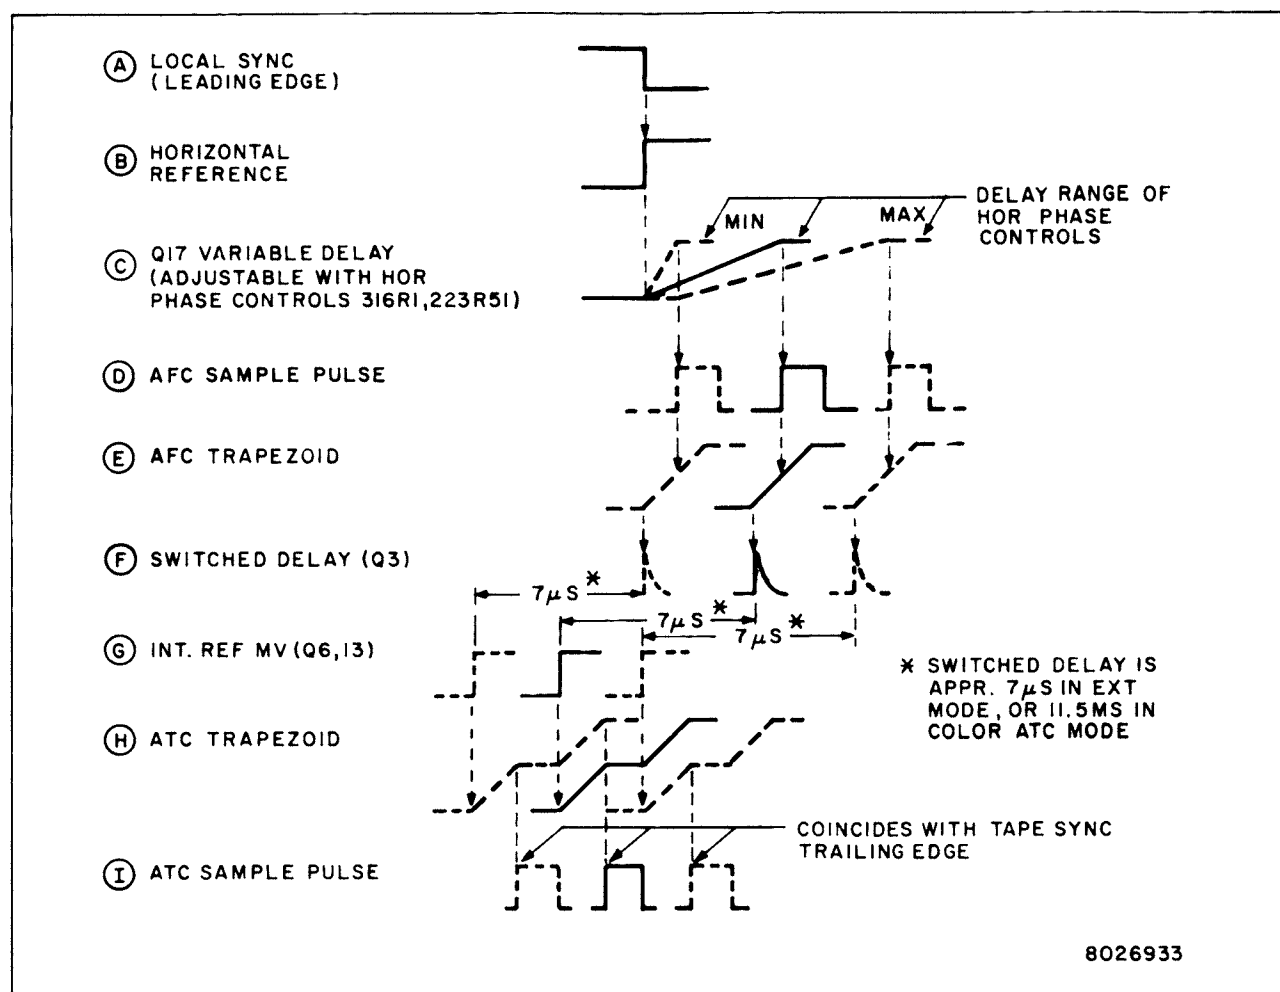 A LOCAL SYNC
(LEADING EDGE)
B HORIZONTAL
REFERENCE
DELAY RANGE OF
HOR PHASE
CONTROLS
MIN
MAX
C Q17 VARIABLE DELAY
(ADJUSTABLE WITH HOR
PHASE CONTROLS 316R1,223R51)
D AFC SAMPLE PULSE
E AFC TRAPEZOID
F SWITCHED DELAY (Q3)
7μS*
7μS*
7μS*
G INT. REF MV (Q6,13)
* SWITCHED DELAY IS
APPR. 7μS IN EXT
MODE, OR 11.5MS IN
COLOR ATC MODE
H ATC TRAPEZOID
COINCIDES WITH TAPE SYNC
TRAILING EDGE
I ATC SAMPLE PULSE
8026933